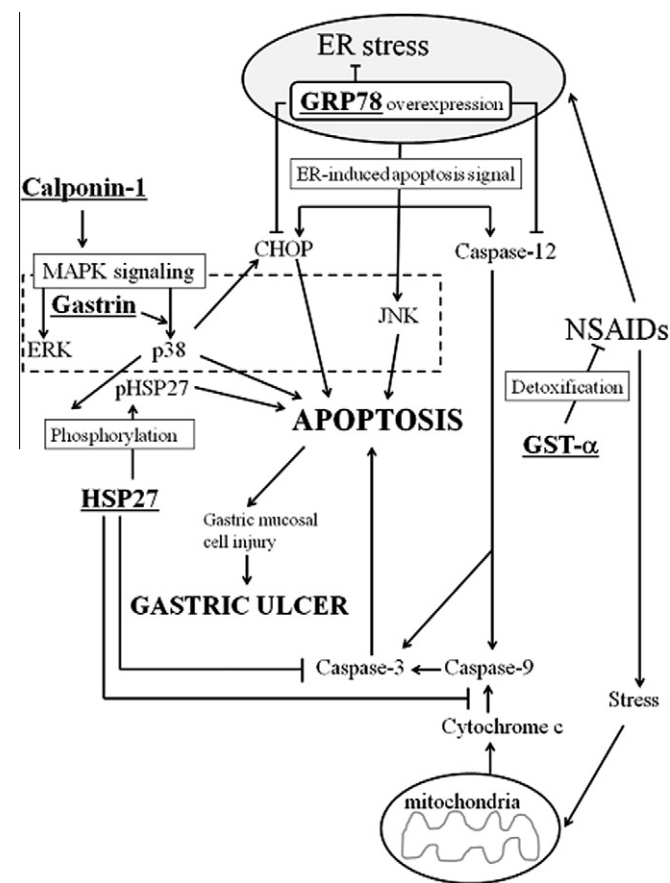 ER stress
GRP78 overexpression
ER-induced apoptosis signal
Calponin-1
CHOP
Caspase-12
MAPK signaling
Gastrin
ERK
p38
JNK
NSAIDs
pHSP27
Detoxification
APOPTOSIS
Phosphorylation
GST-α
HSP27
Gastric mucosal
cell injury
GASTRIC ULCER
Caspase-3
Caspase-9
Stress
Cytochrome c
mitochondria